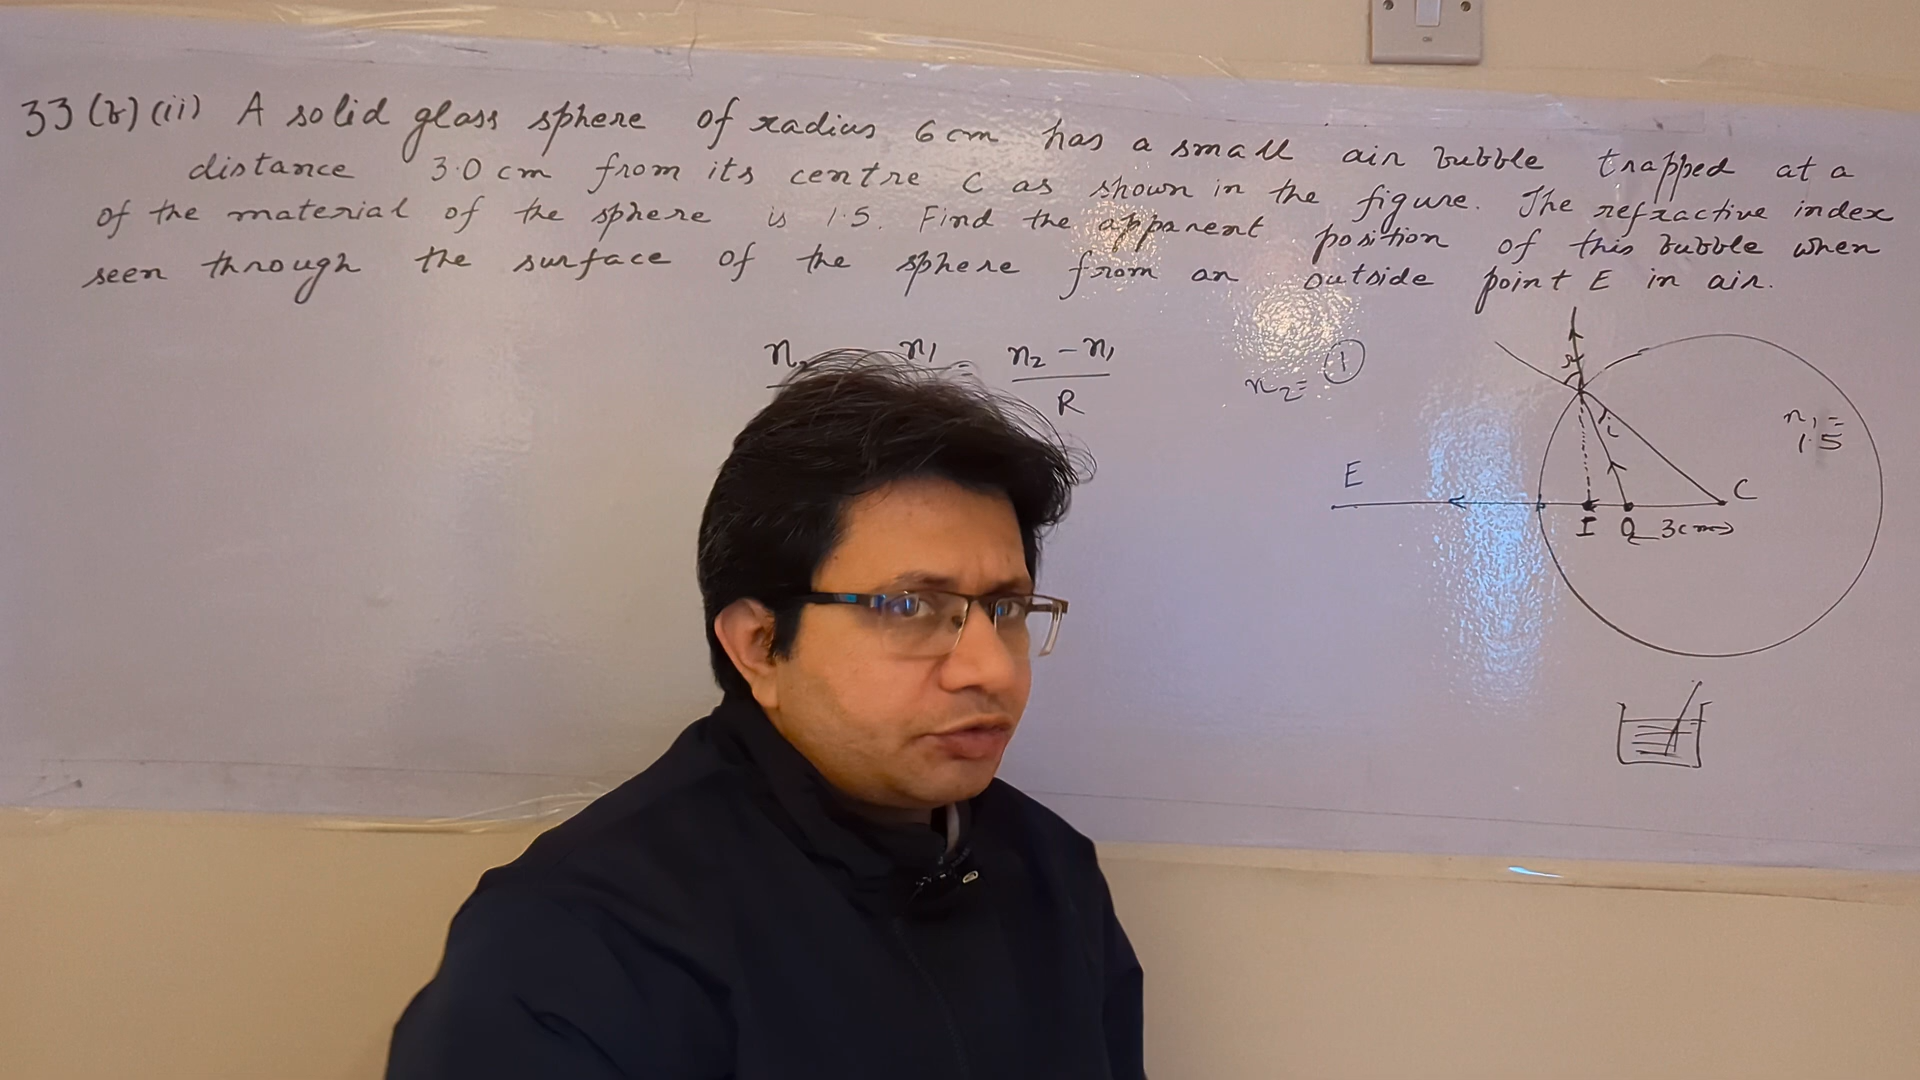 33 (b) (ii) A solid glass sphere of radius 6 cm has a small air bubble trapped at a
distance 3.0 cm from its centre C as shown in the figure. The refractive index
of the material of the sphere is 1.5. Find the apparent position of this bubble when
seen through the surface of the sphere from an outside point E in air.
n2 n1 = n2 - n1
R
n2 = 1
r
i
n1 =
1.5
E
C
I O 3cm